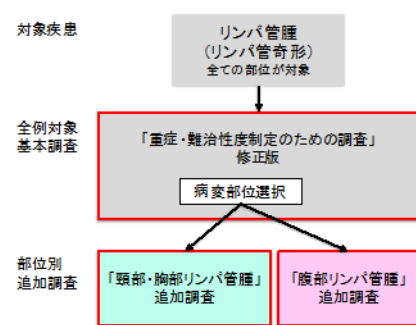 対象疾患
リンパ管腫
(リンパ管奇形)
全ての部位が対象
全例対象
基本調査
「重症・難治性度制定のための調査」
修正版
病変部位選択
部位別
追加調査
「頸部・胸部リンパ管腫」
追加調査
「腹部リンパ管腫」
追加調査